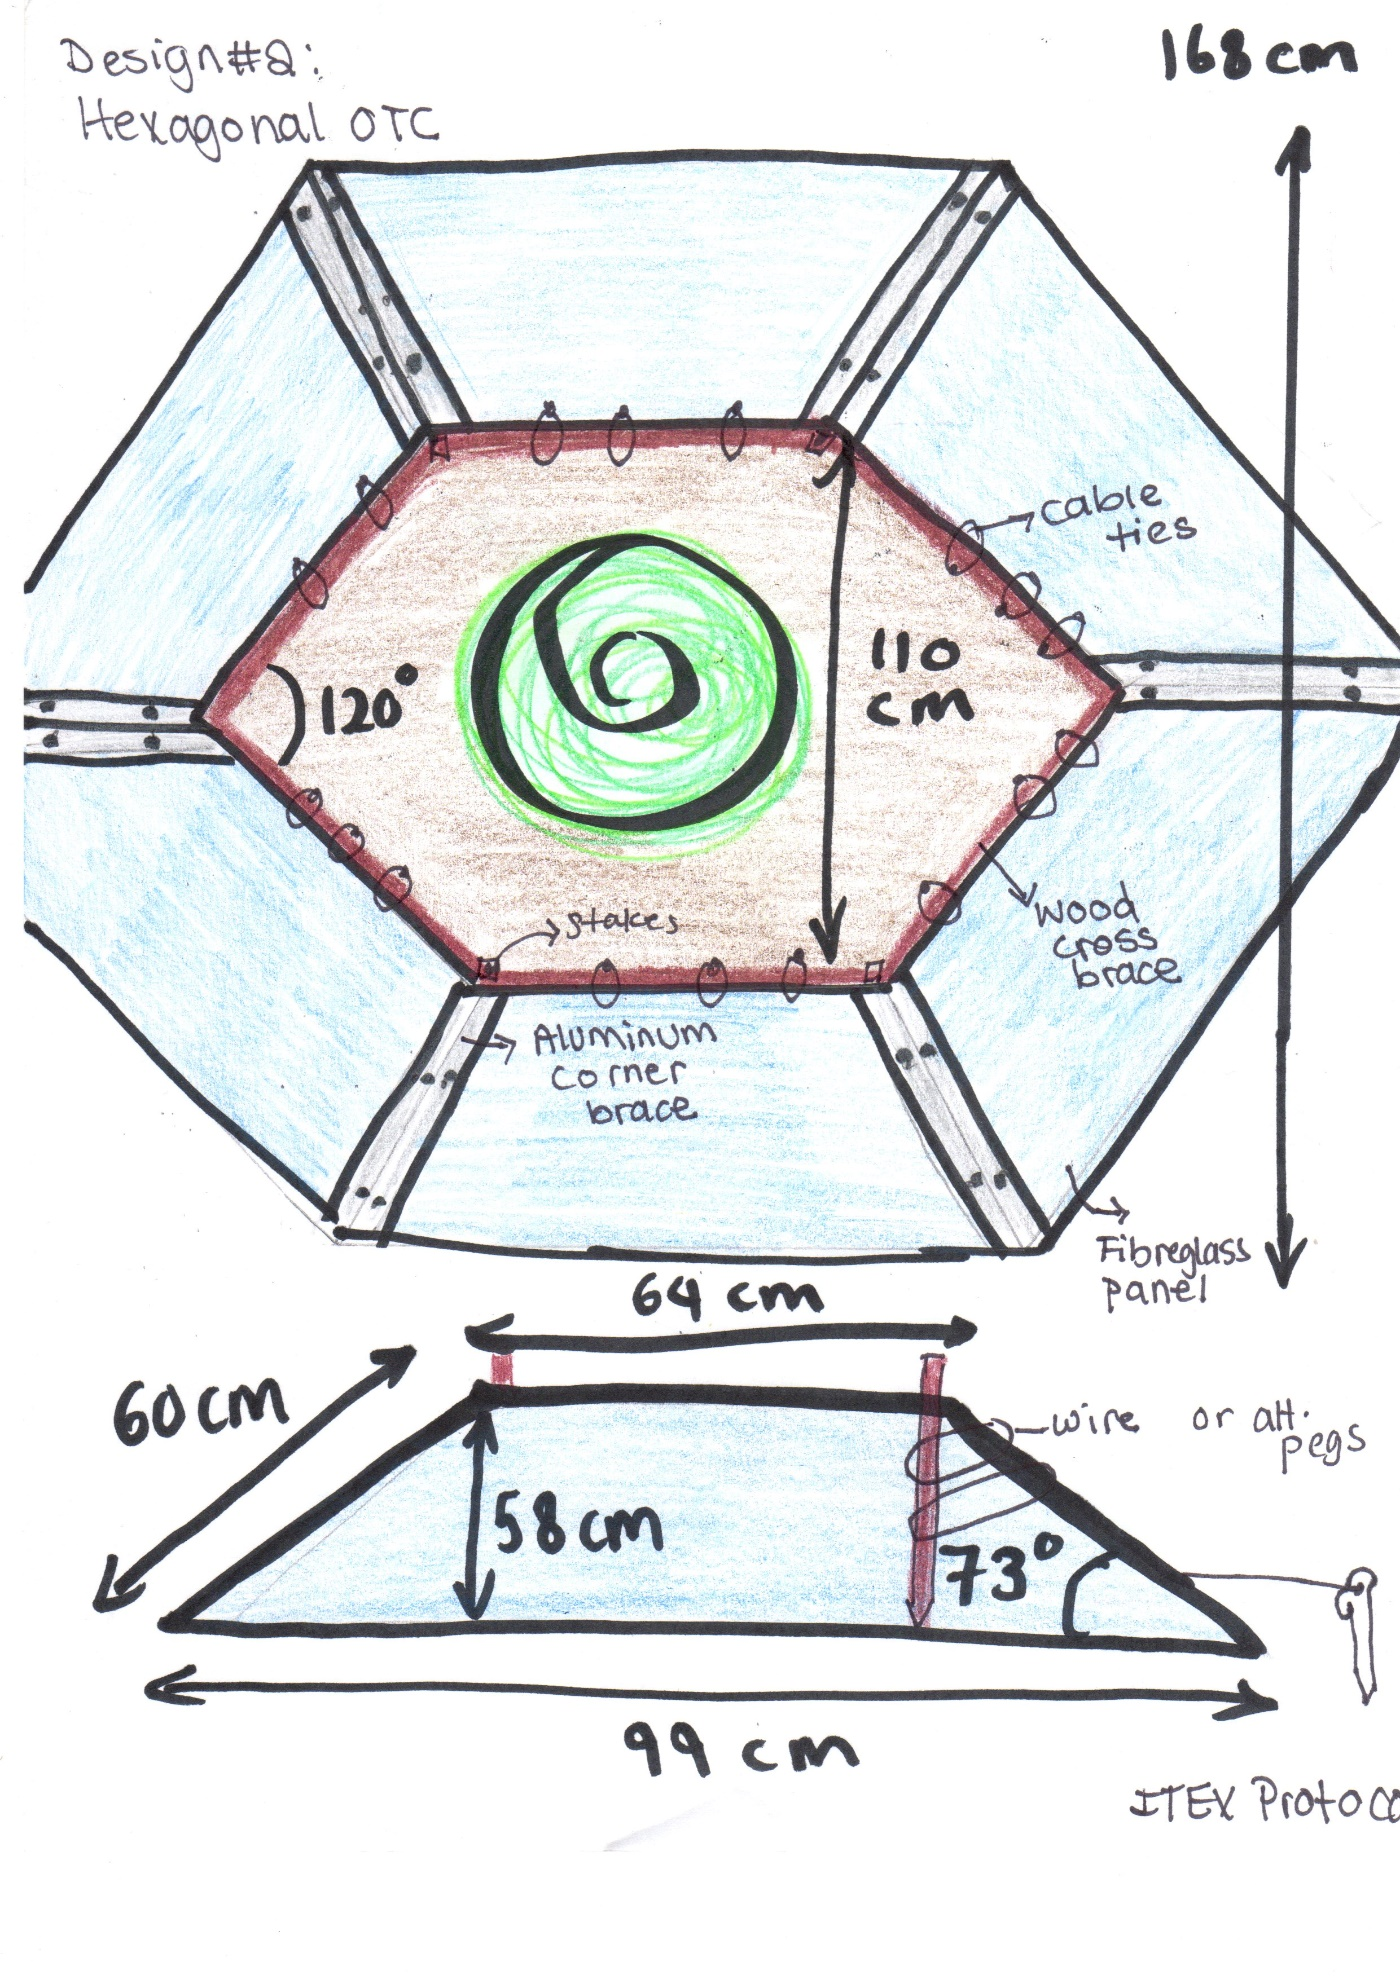 Design#2:
Hexagonal OTC
168 cm
cable
ties
110
cm
120°
stakes
wood
cross
brace
Aluminum
corner
brace
Fibreglass
panel
64 cm
60 cm
wire or alt.
pegs
58 cm
73°
99 cm
ITEX Protoco